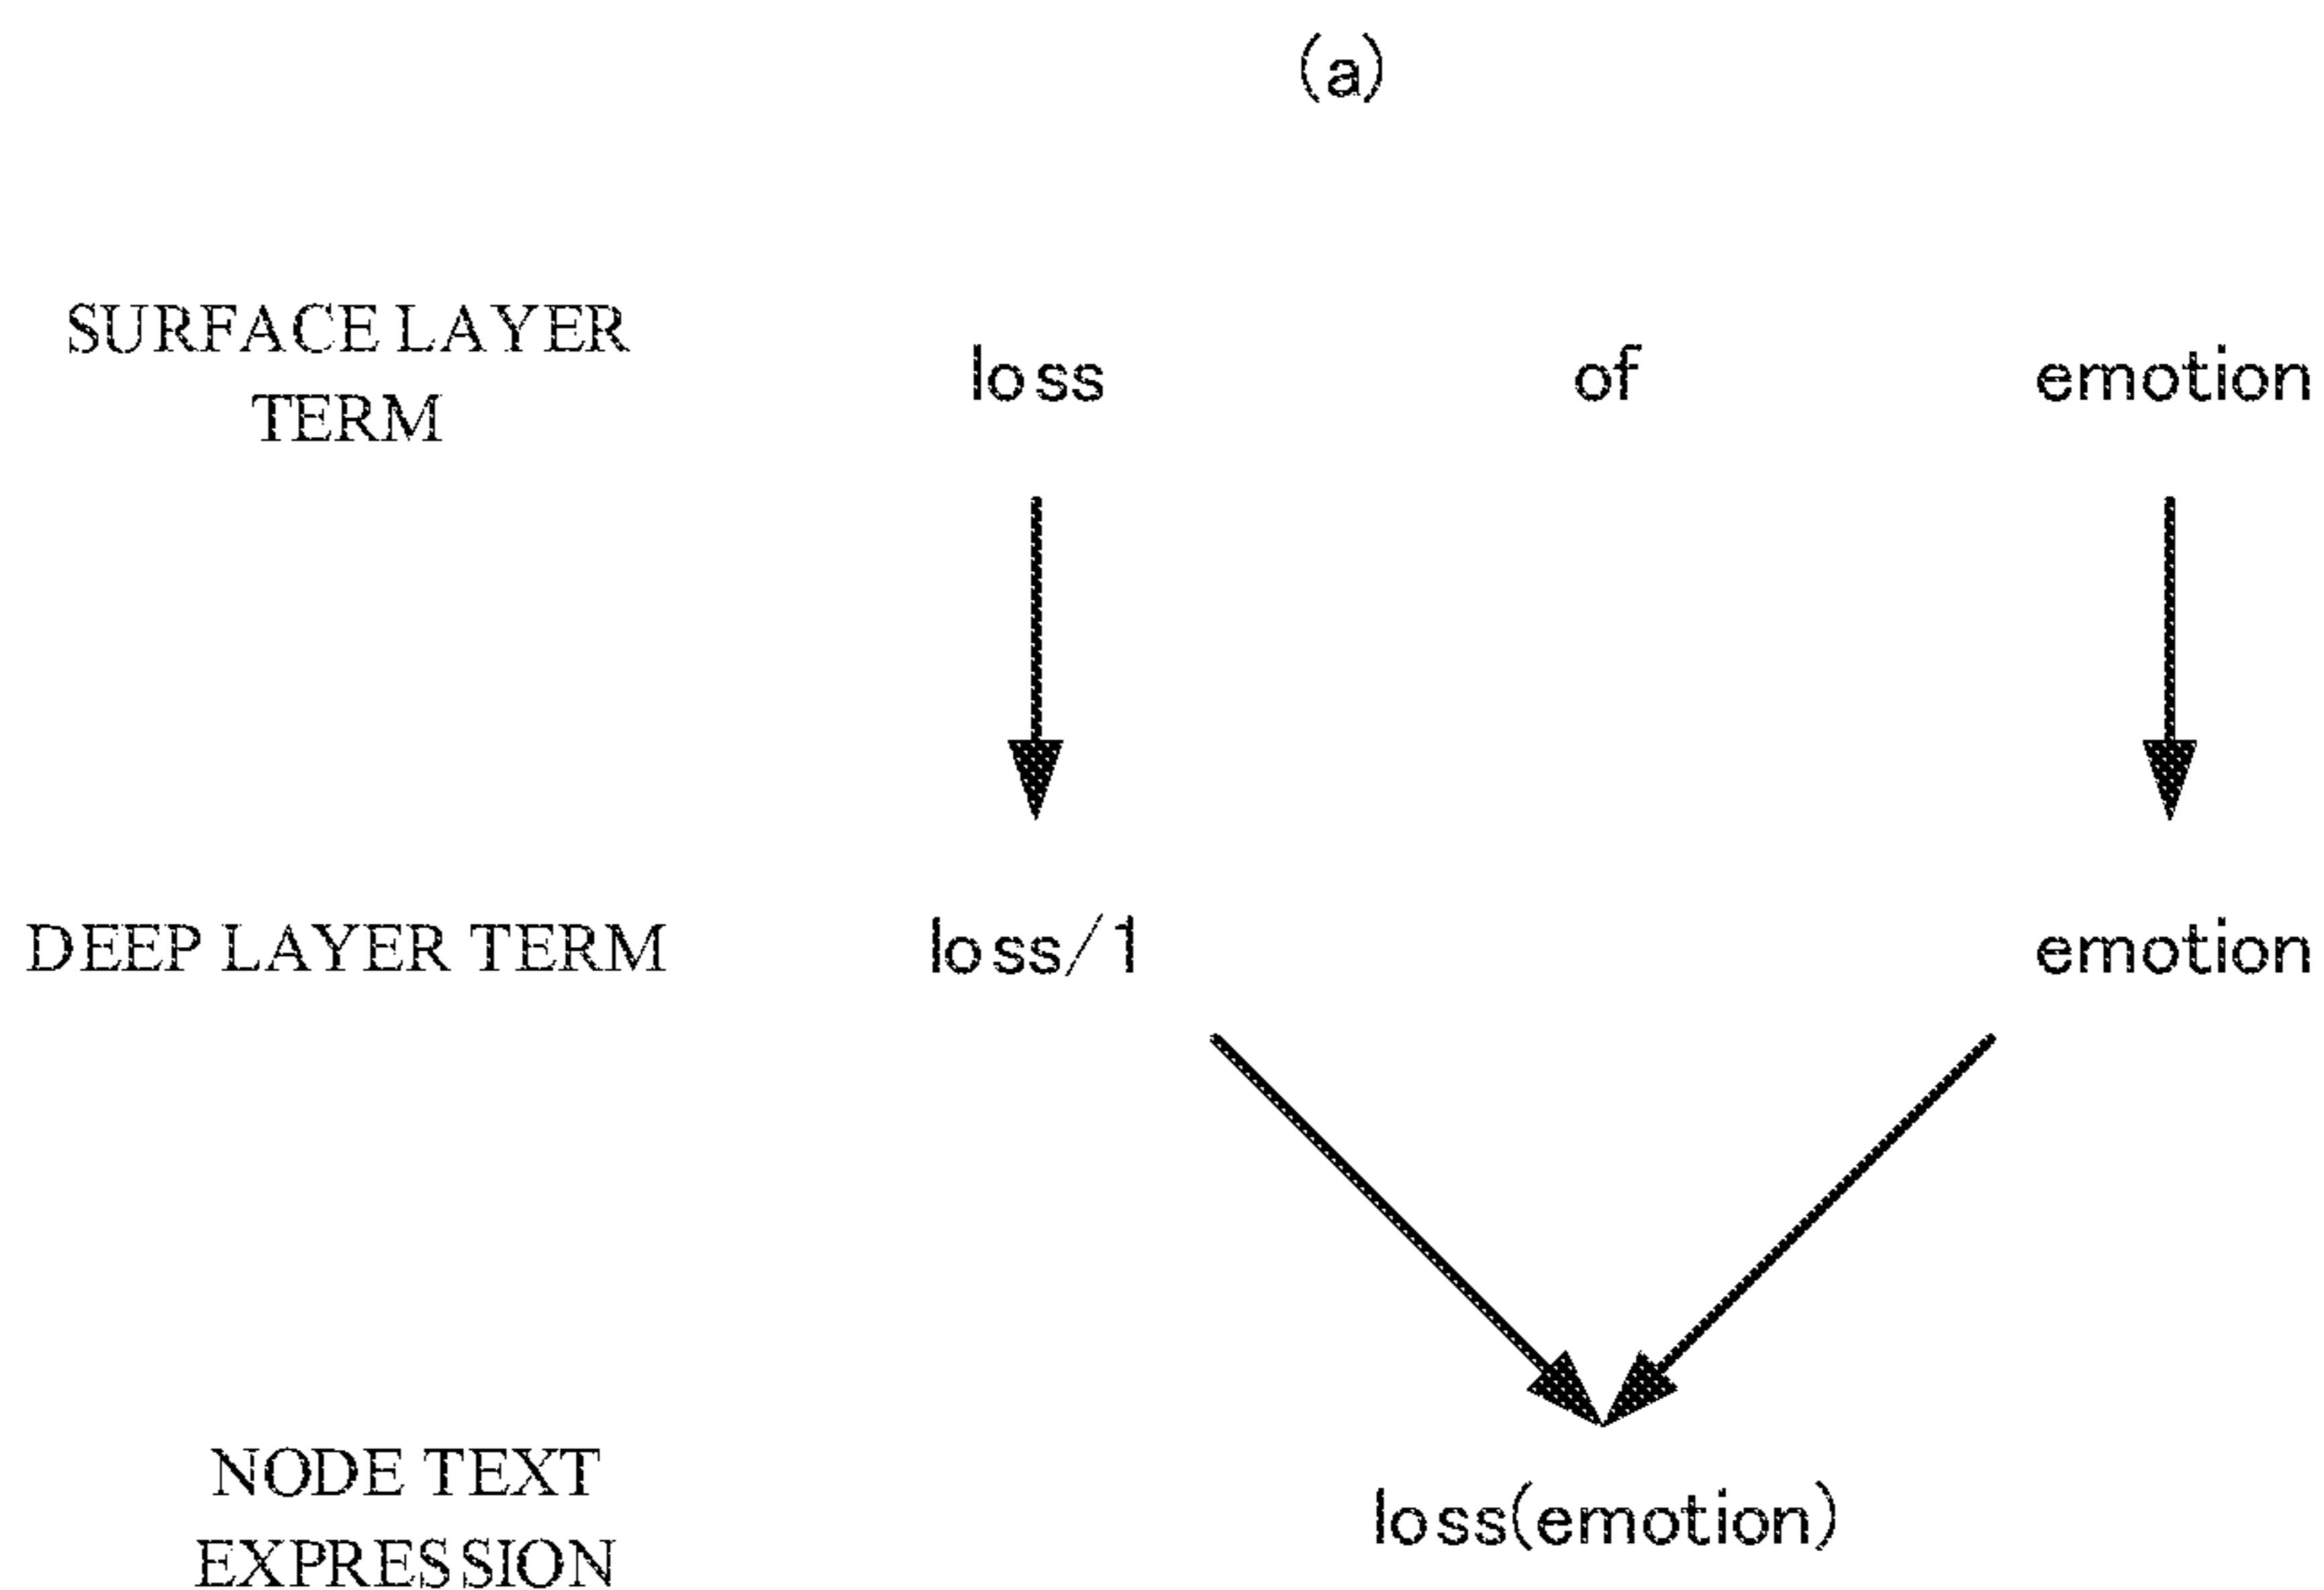 (a)
SURFACE LAYER
TERM
loss of emotion
DEEP LAYER TERM loss/1 emotion
NODE TEXT
EXPRESSION
loss(emotion)